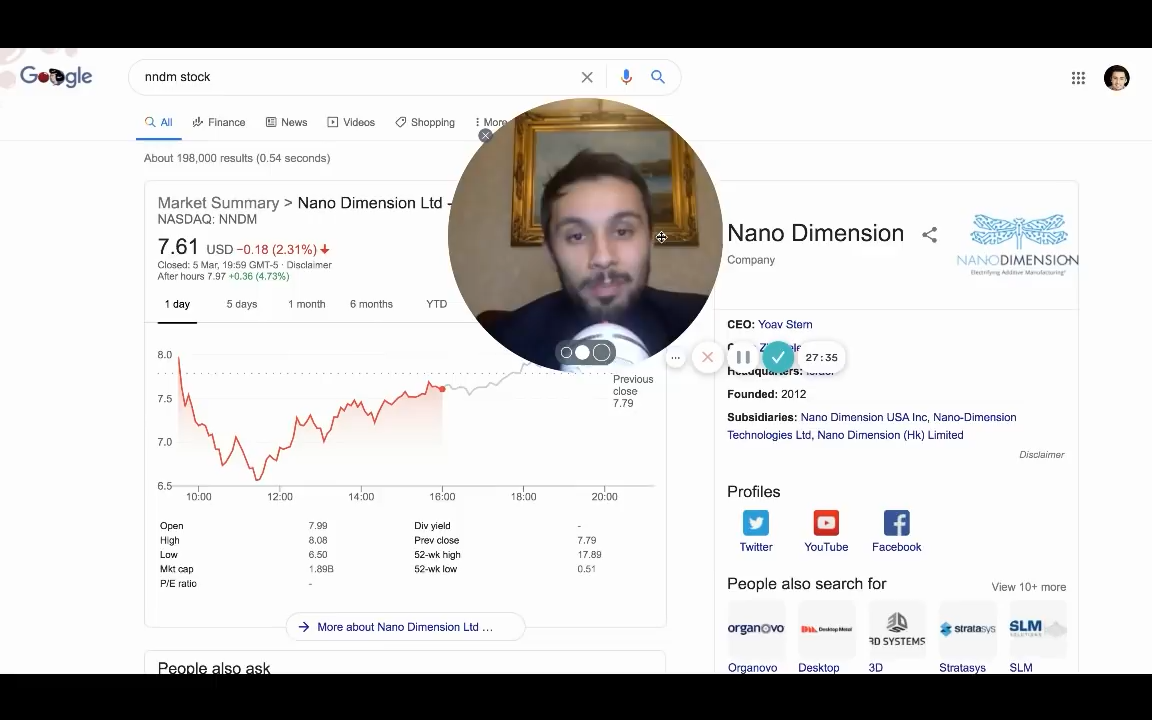 Google
nndm stock
All
Finance
News
Videos
Shopping
More
About 198,000 results (0.54 seconds)
Market Summary > Nano Dimension Ltd -
NASDAQ: NNDM
7.61 USD −0.18 (2.31%)
Closed: 5 Mar, 19:59 GMT-5 · Disclaimer
After hours 7.97 +0.36 (4.73%)
1 day
5 days
1 month
6 months
YTD
8.0
7.5
7.0
6.5
10:00
12:00
14:00
16:00
18:00
20:00
Previous
close
7.79
Open 7.99
High 8.08
Low 6.50
Mkt cap 1.89B
P/E ratio -
Div yield -
Prev close 7.79
52-wk high 17.89
52-wk low 0.51
More about Nano Dimension Ltd ...
People also ask
Nano Dimension
Company
NANODIMENSION
Electrifying Additive Manufacturing®
CEO: Yoav Stern
27:35
Headquarters: Israel
Founded: 2012
Subsidiaries: Nano Dimension USA Inc, Nano-Dimension
Technologies Ltd, Nano Dimension (Hk) Limited
Disclaimer
Profiles
Twitter
YouTube
Facebook
People also search for
View 10+ more
organovo
Desktop Metal
3D SYSTEMS
stratasys
SLM
SOLUTIONS
Organovo
Desktop
3D
Stratasys
SLM